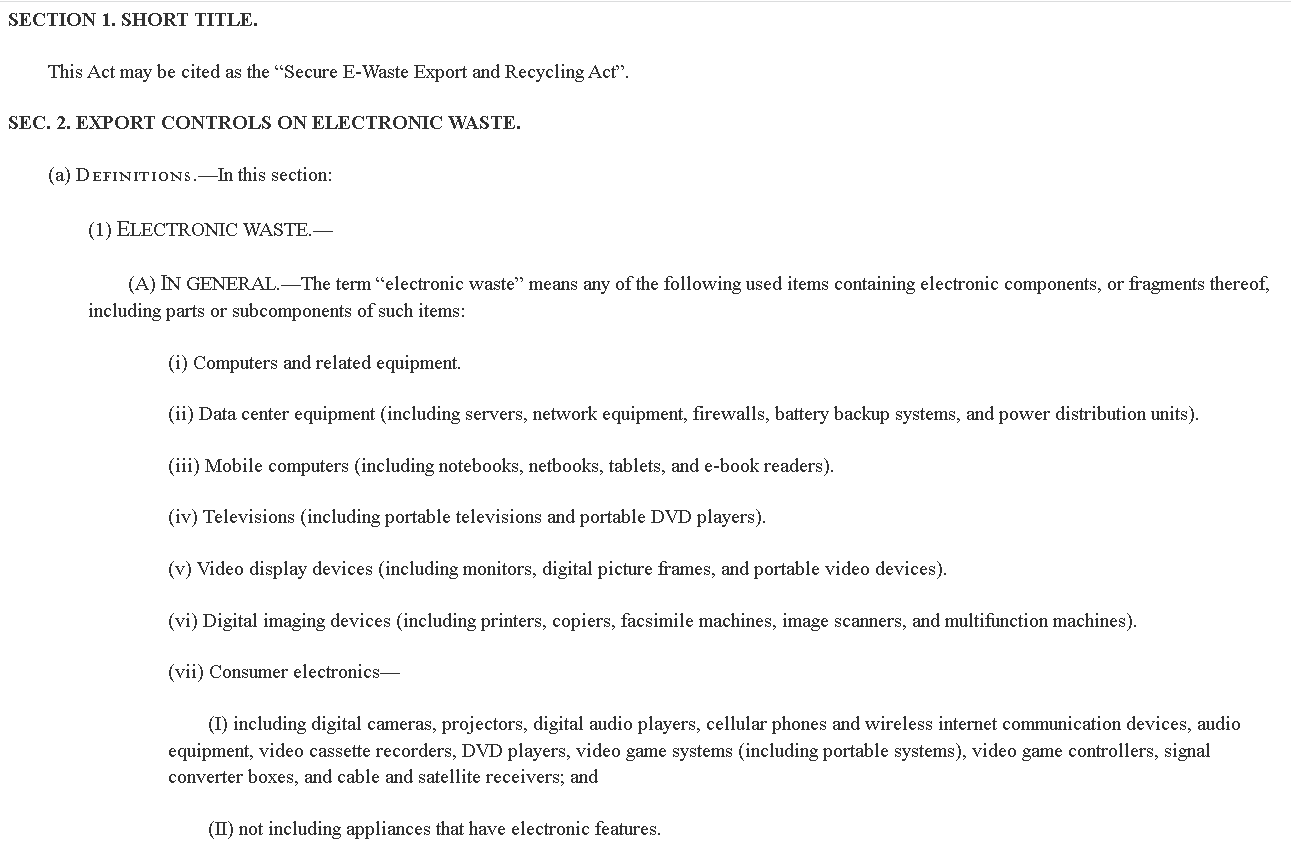 SECTION 1. SHORT TITLE.
This Act may be cited as the “Secure E-Waste Export and Recycling Act”.
SEC. 2. EXPORT CONTROLS ON ELECTRONIC WASTE.
(a) DEFINITIONS.—In this section:
(1) ELECTRONIC WASTE.—
(A) IN GENERAL.—The term “electronic waste” means any of the following used items containing electronic components, or fragments thereof,
including parts or subcomponents of such items:
(i) Computers and related equipment.
(ii) Data center equipment (including servers, network equipment, firewalls, battery backup systems, and power distribution units).
(iii) Mobile computers (including notebooks, netbooks, tablets, and e-book readers).
(iv) Televisions (including portable televisions and portable DVD players).
(v) Video display devices (including monitors, digital picture frames, and portable video devices).
(vi) Digital imaging devices (including printers, copiers, facsimile machines, image scanners, and multifunction machines).
(vii) Consumer electronics—
(I) including digital cameras, projectors, digital audio players, cellular phones and wireless internet communication devices, audio
equipment, video cassette recorders, DVD players, video game systems (including portable systems), video game controllers, signal
converter boxes, and cable and satellite receivers; and
(II) not including appliances that have electronic features.